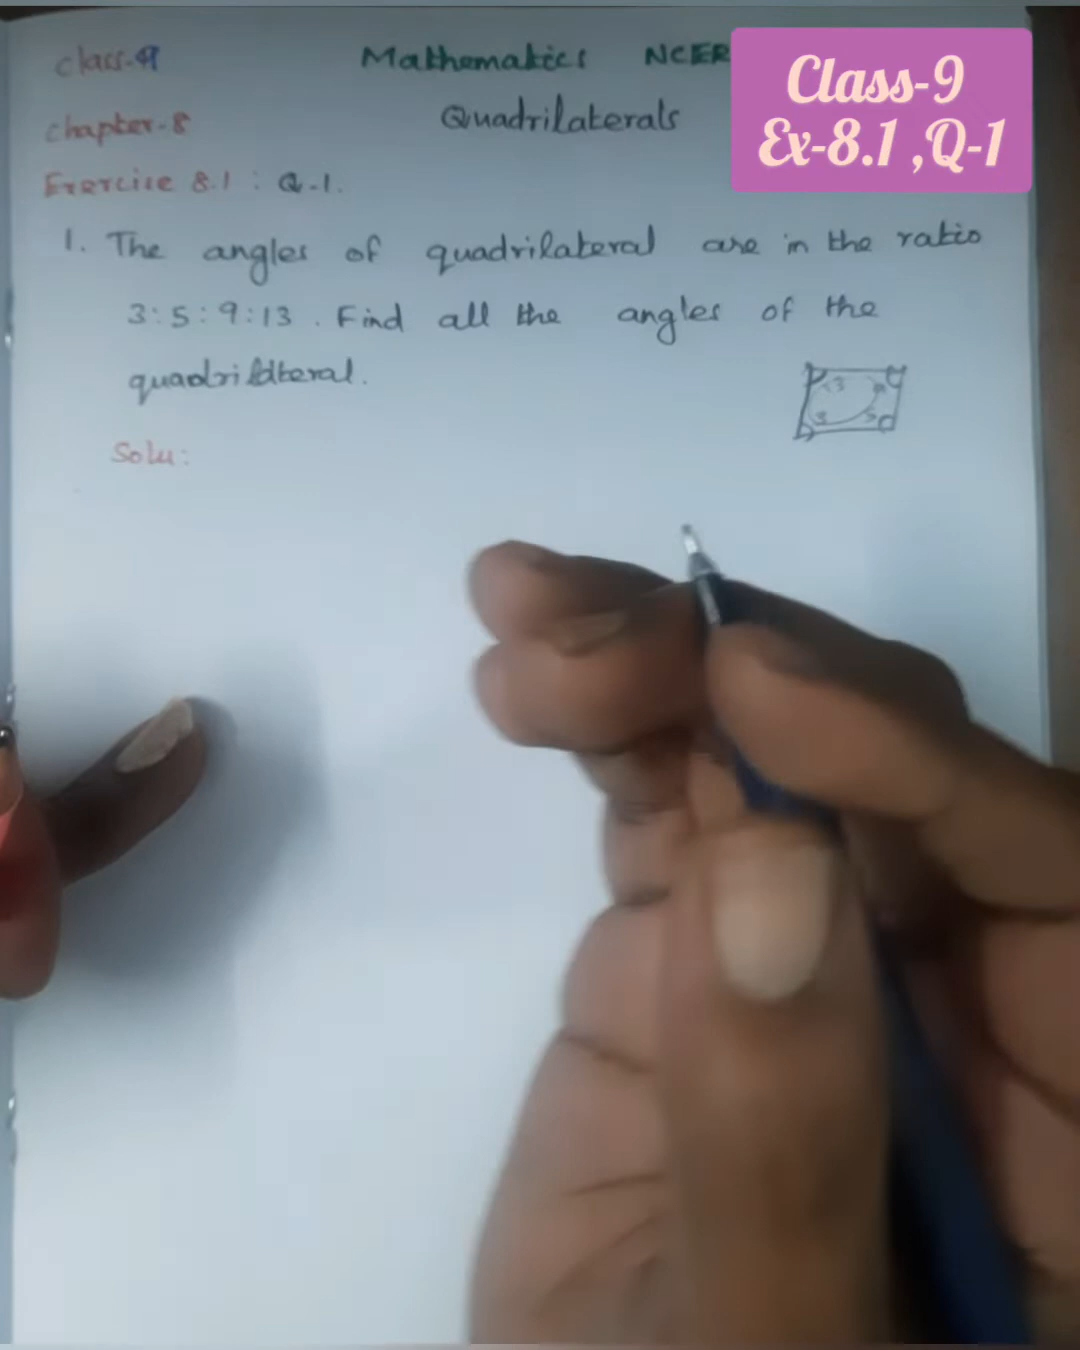 class-9
Mathematics NCER
Class-9
Ex-8.1 ,Q-1
chapter-8
Quadrilaterals
Exercise 8.1 : Q-1.
1. The angles of quadrilateral are in the ratio
3:5:9:13. Find all the angles of the
quadrilateral.
Solu: